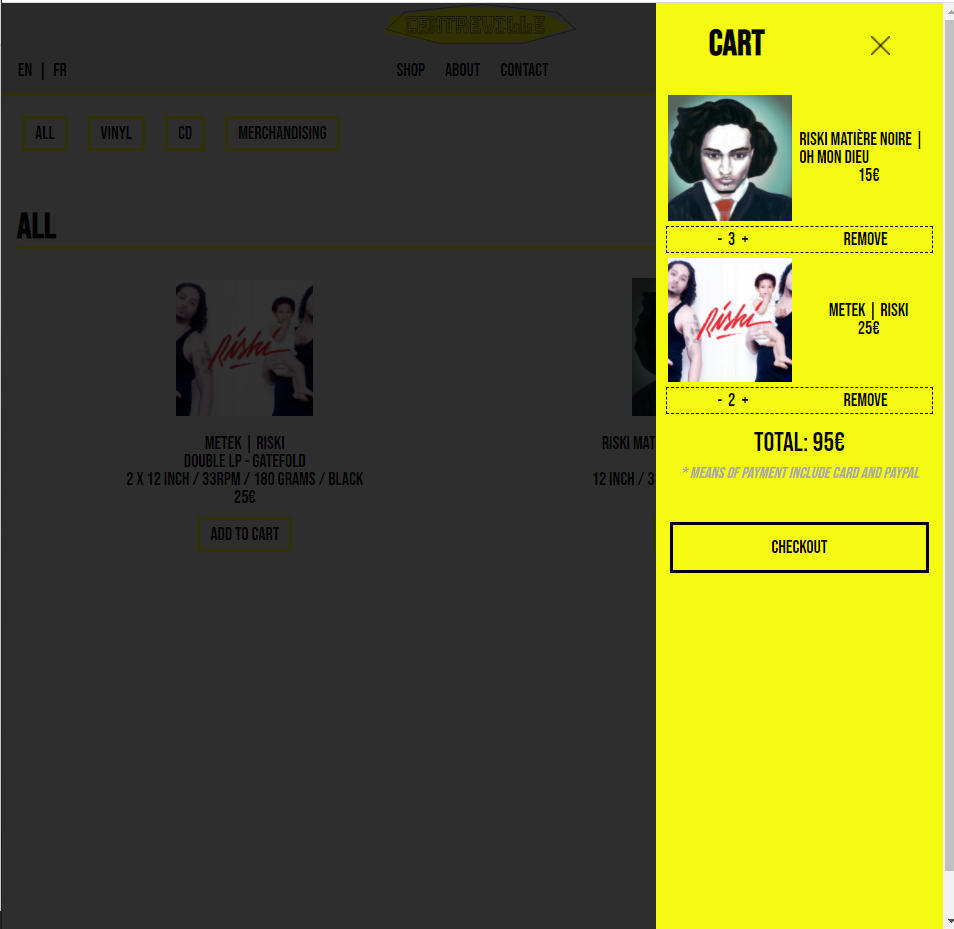 CENTREVILLE
EN | FR
SHOP ABOUT CONTACT
ALL VINYL CD MERCHANDISING
ALL
Riski
METEK | RISKI
DOUBLE LP - GATEFOLD
2 X 12 INCH / 33RPM / 180 GRAMS / BLACK
25€
ADD TO CART
RISKI MAT
12 INCH / 3
CART
RISKI MATIÈRE NOIRE |
OH MON DIEU
15€
- 3 + REMOVE
Riski
METEK | RISKI
25€
- 2 + REMOVE
TOTAL: 95€
* MEANS OF PAYMENT INCLUDE CARD AND PAYPAL
CHECKOUT